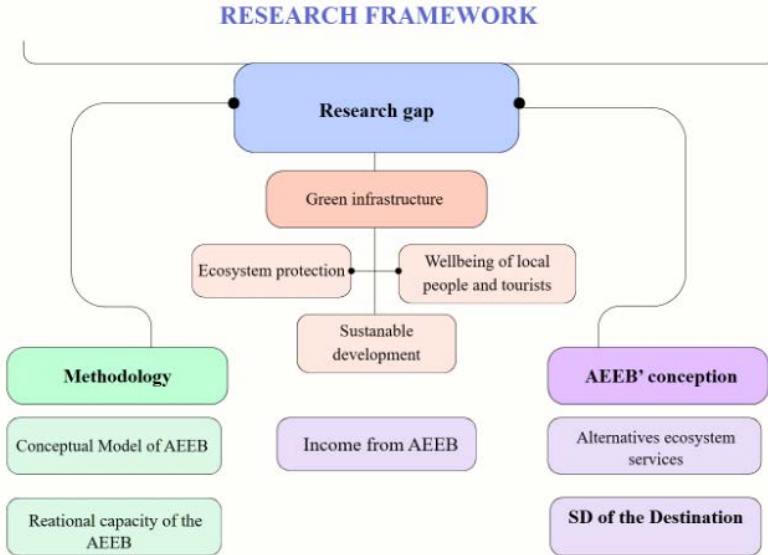 RESEARCH FRAMEWORK
Research gap
Green infrastructure
Ecosystem protection
Wellbeing of local
people and tourists
Sustanable
development
Methodology
AEEB’ conception
Conceptual Model of AEEB
Income from AEEB
Alternatives ecosystem
services
Reational capacity of the
AEEB
SD of the Destination